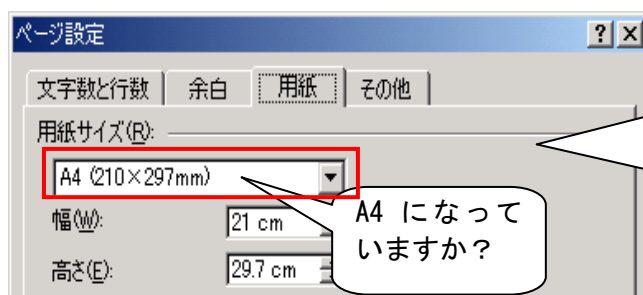 ページ設定
? ×
文字数と行数 余白 用紙 その他
用紙サイズ(R):
A4 (210×297mm)
幅(W): 21 cm
高さ(E): 29.7 cm
A4 になって
いますか？